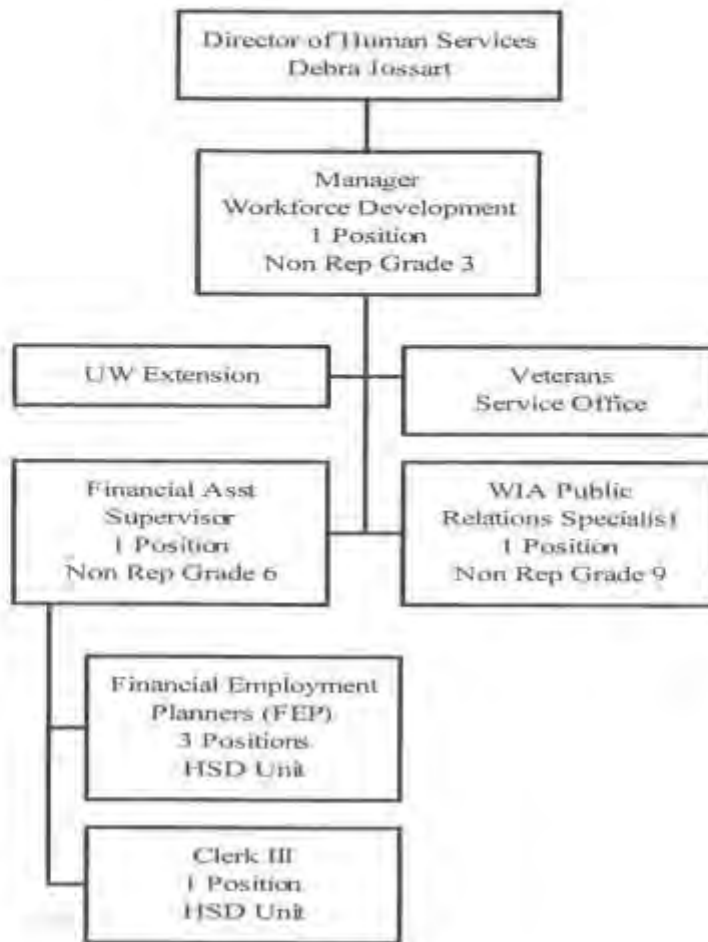 Director of Human Services
Debra Jossart
Manager
Workforce Development
1 Position
Non Rep Grade 3
UW Extension
Veterans
Service Office
Financial Asst
Supervisor
1 Position
Non Rep Grade 6
WIA Public
Relations Specialist
1 Position
Non Rep Grade 9
Financial Employment
Planners (FEP)
3 Positions
HSD Unit
Clerk III
1 Position
HSD Unit